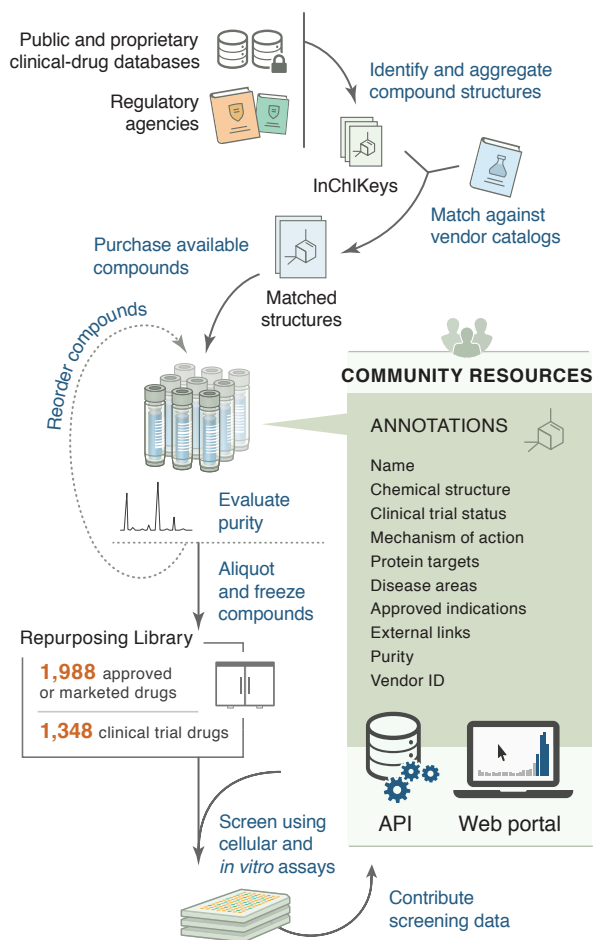 Public and proprietary
clinical-drug databases
Regulatory
agencies
Identify and aggregate
compound structures
InChIKeys
Match against
vendor catalogs
Purchase available
compounds
Matched
structures
Reorder compounds
Evaluate
purity
Aliquot
and freeze
compounds
Repurposing Library
1,988 approved
or marketed drugs
1,348 clinical trial drugs
Screen using
cellular and
in vitro assays
Contribute
screening data
COMMUNITY RESOURCES
ANNOTATIONS
Name
Chemical structure
Clinical trial status
Mechanism of action
Protein targets
Disease areas
Approved indications
External links
Purity
Vendor ID
API
Web portal